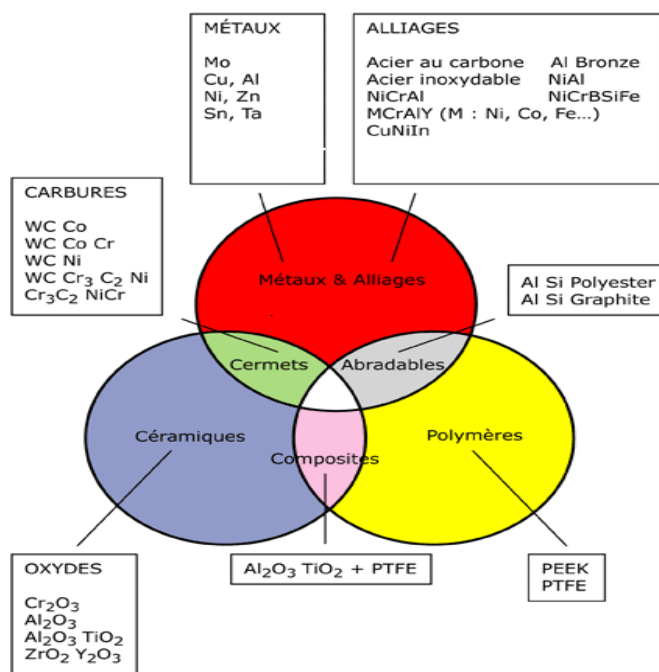 MÉTAUX
Mo
Cu, Al
Ni, Zn
Sn, Ta
ALLIAGES
Acier au carbone Al Bronze
Acier inoxydable NiAl
NiCrAl NiCrBSiFe
MCrAlY (M : Ni, Co, Fe...)
CuNiIn
CARBURES
WC Co
WC Co Cr
WC Ni
WC Cr₃ C₂ Ni
Cr₃C₂ NiCr
Métaux & Alliages
Al Si Polyester
Al Si Graphite
Cermets
Abradables
Céramiques
Polymères
Composites
OXYDES
Cr₂O₃
Al₂O₃
Al₂O₃ TiO₂
ZrO₂ Y₂O₃
Al₂O₃ TiO₂ + PTFE
PEEK
PTFE